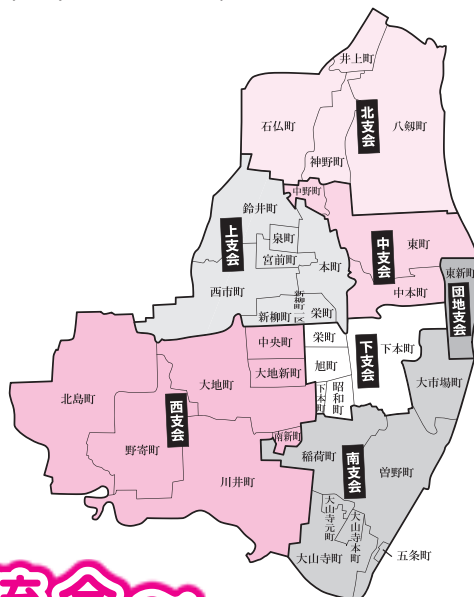 井上町
石仏町
北支会
八剱町
神野町
中野町
鈴井町
上支会
泉町
宮前町
本町
中支会
東町
西市町
中本町
東新町
団地支会
新柳町
新柳町一区
栄町
中央町
栄町
下支会
下本町
大地町
大地新町
旭町
大市場町
北島町
下本町
昭和町
西支会
野寄町
南新町
稲荷町
南支会
曽野町
川井町
大山寺元町
大山寺本町
大山寺町
五条町